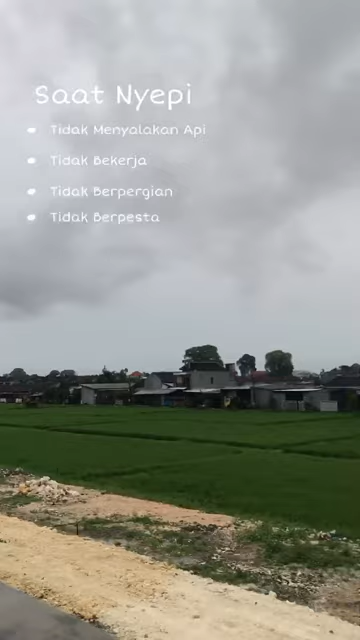 Saat Nyepi
Tidak Menyalakan Api
Tidak Bekerja
Tidak Berpergian
Tidak Berpesta